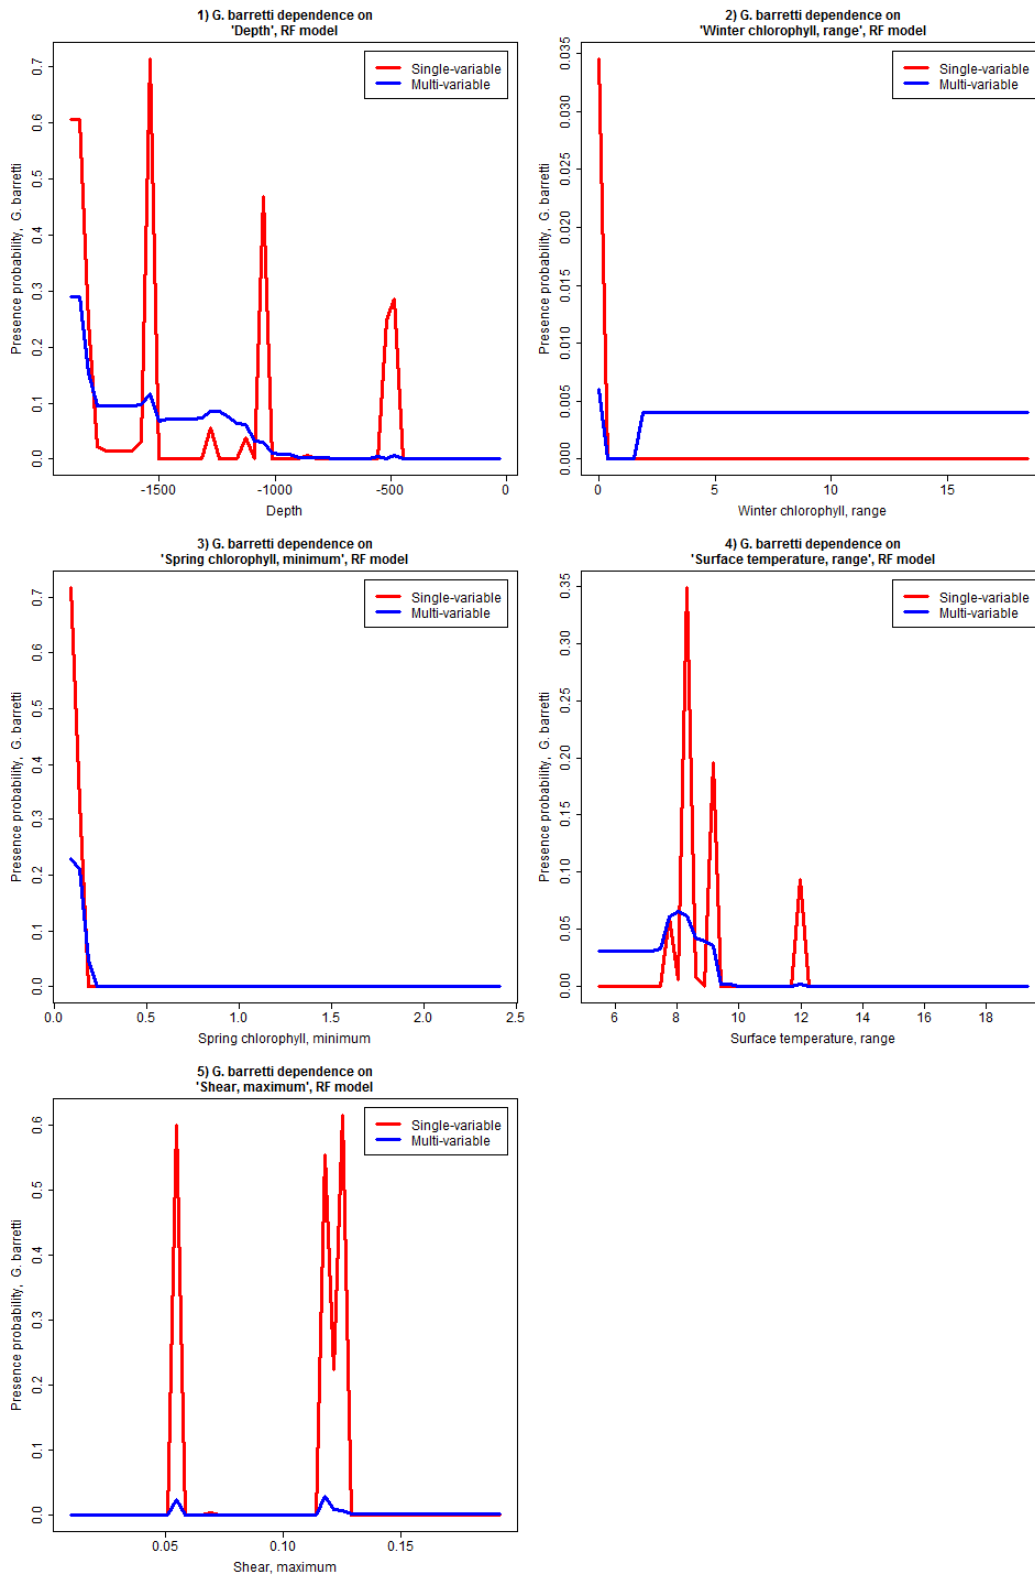 1) G. barretti dependence on
'Depth', RF model
Single-variable
Multi-variable
Presence probability,  G. barretti
0.0
0.1
0.2
0.3
0.4
0.5
0.6
0.7
-1500
-1000
-500
0
Depth
2) G. barretti dependence on
'Winter chlorophyll, range', RF model
Single-variable
Multi-variable
Presence probability,  G. barretti
0.000
0.005
0.010
0.015
0.020
0.025
0.030
0.035
0
5
10
15
Winter chlorophyll, range
3) G. barretti dependence on
'Spring chlorophyll, minimum', RF model
Single-variable
Multi-variable
Presence probability,  G. barretti
0.0
0.1
0.2
0.3
0.4
0.5
0.6
0.7
0.0
0.5
1.0
1.5
2.0
2.5
Spring chlorophyll, minimum
4) G. barretti dependence on
'Surface temperature, range', RF model
Single-variable
Multi-variable
Presence probability,  G. barretti
0.00
0.05
0.10
0.15
0.20
0.25
0.30
0.35
6
8
10
12
14
16
18
Surface temperature, range
5) G. barretti dependence on
'Shear, maximum', RF model
Single-variable
Multi-variable
Presence probability,  G. barretti
0.0
0.1
0.2
0.3
0.4
0.5
0.6
0.05
0.10
0.15
Shear, maximum